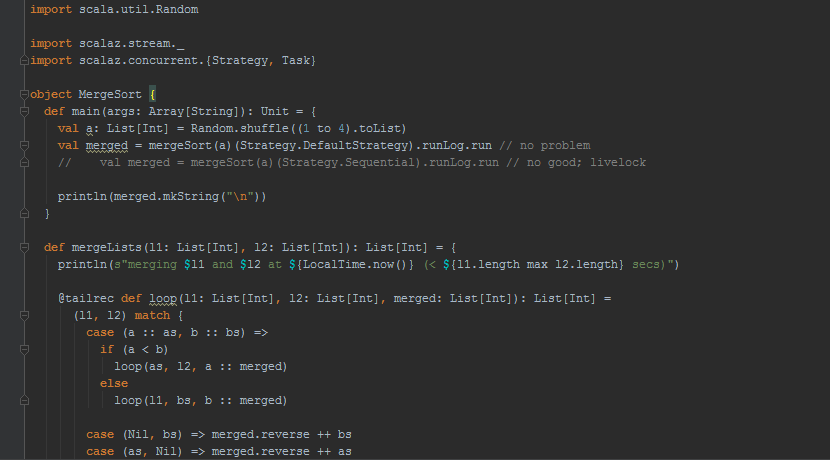 import scala.util.Random
import scalaz.stream._
import scalaz.concurrent.{Strategy, Task}
object MergeSort {
def main(args: Array[String]): Unit = {
val a: List[Int] = Random.shuffle((1 to 4).toList)
val merged = mergeSort(a)(Strategy.DefaultStrategy).runLog.run // no problem
//    val merged = mergeSort(a)(Strategy.Sequential).runLog.run // no good; livelock
println(merged.mkString("\n"))
}
def mergeLists(l1: List[Int], l2: List[Int]): List[Int] = {
println(s"merging $l1 and $l2 at ${LocalTime.now()} (< ${l1.length max l2.length} secs)")
@tailrec def loop(l1: List[Int], l2: List[Int], merged: List[Int]): List[Int] =
(l1, l2) match {
case (a :: as, b :: bs) =>
if (a < b)
loop(as, l2, a :: merged)
else
loop(l1, bs, b :: merged)
case (Nil, bs) => merged.reverse ++ bs
case (as, Nil) => merged.reverse ++ as